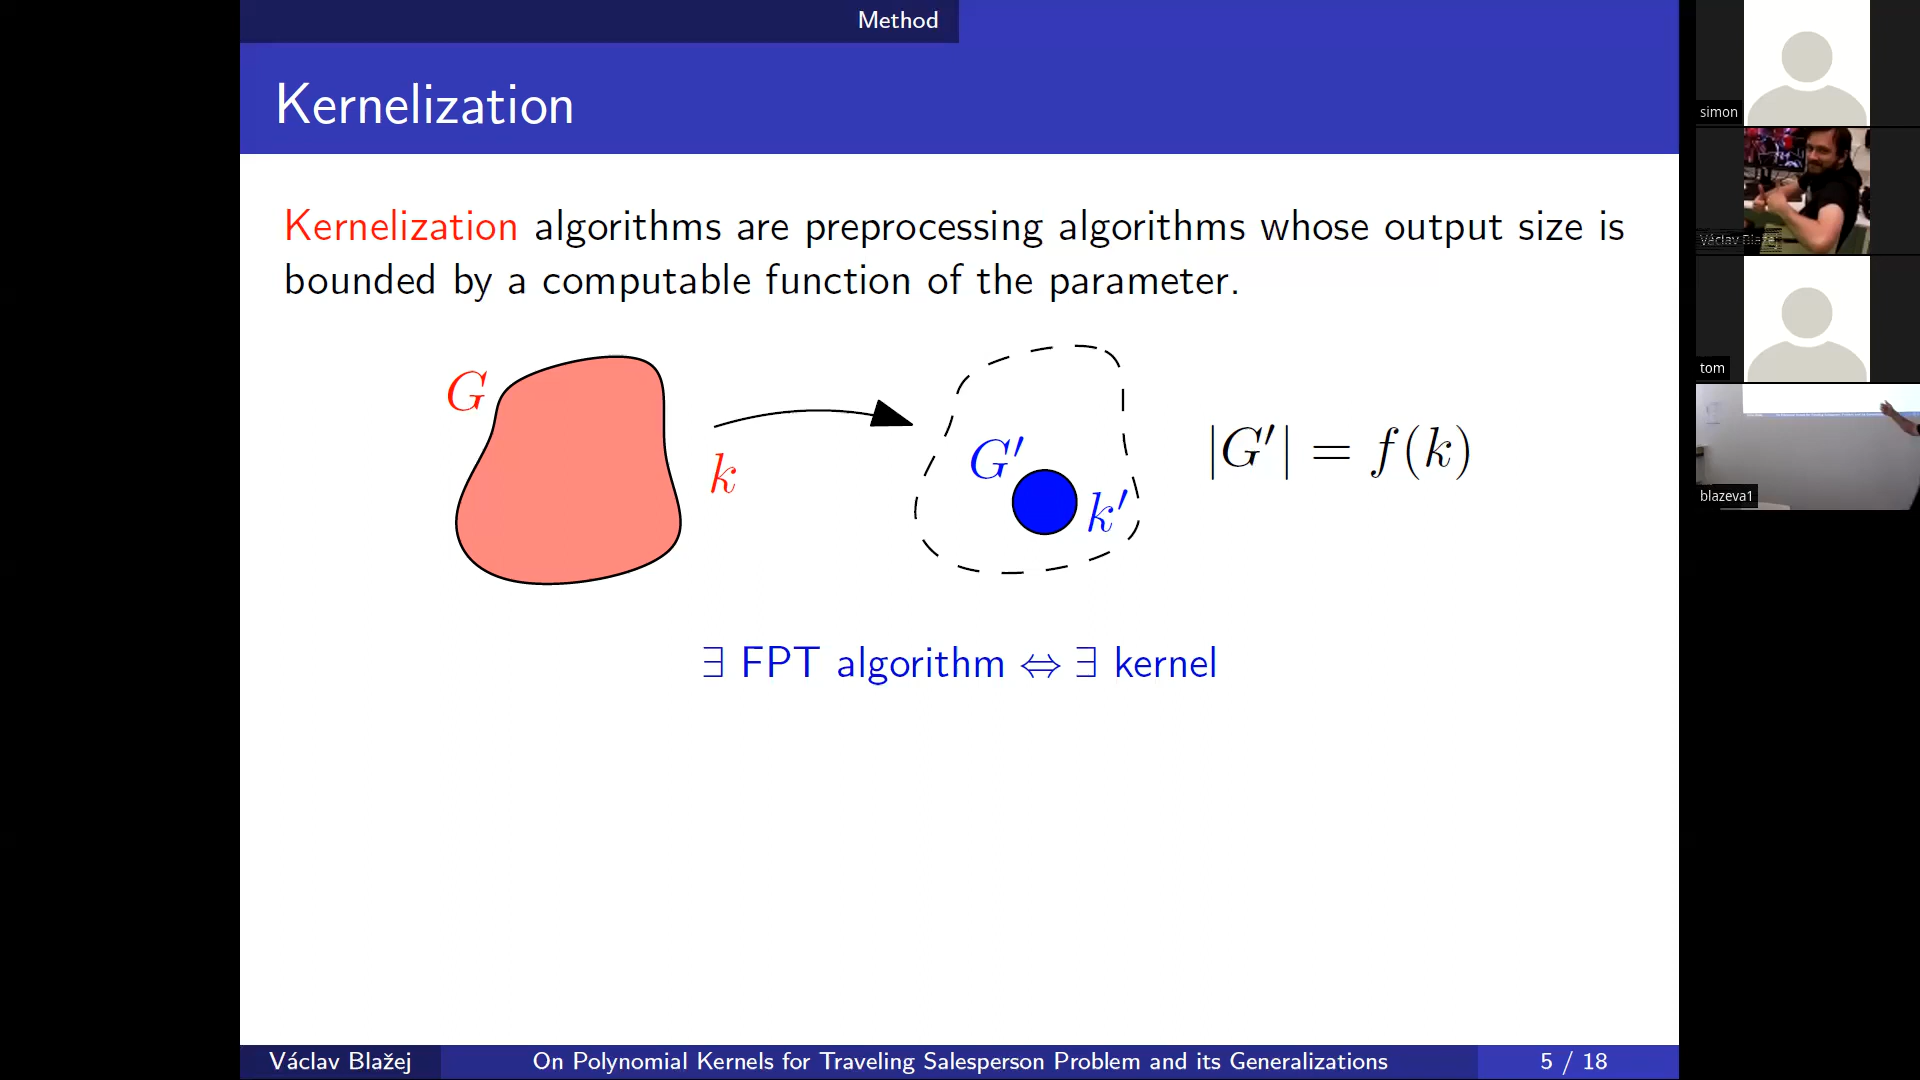 Method
Kernelization
Kernelization algorithms are preprocessing algorithms whose output size is
bounded by a computable function of the parameter.
G
k
G′
k′
|G′| = f(k)
∃ FPT algorithm ⇔ ∃ kernel
Václav Blažej
On Polynomial Kernels for Traveling Salesperson Problem and its Generalizations
5 / 18
simon
Václav Blažej
tom
blazeva1